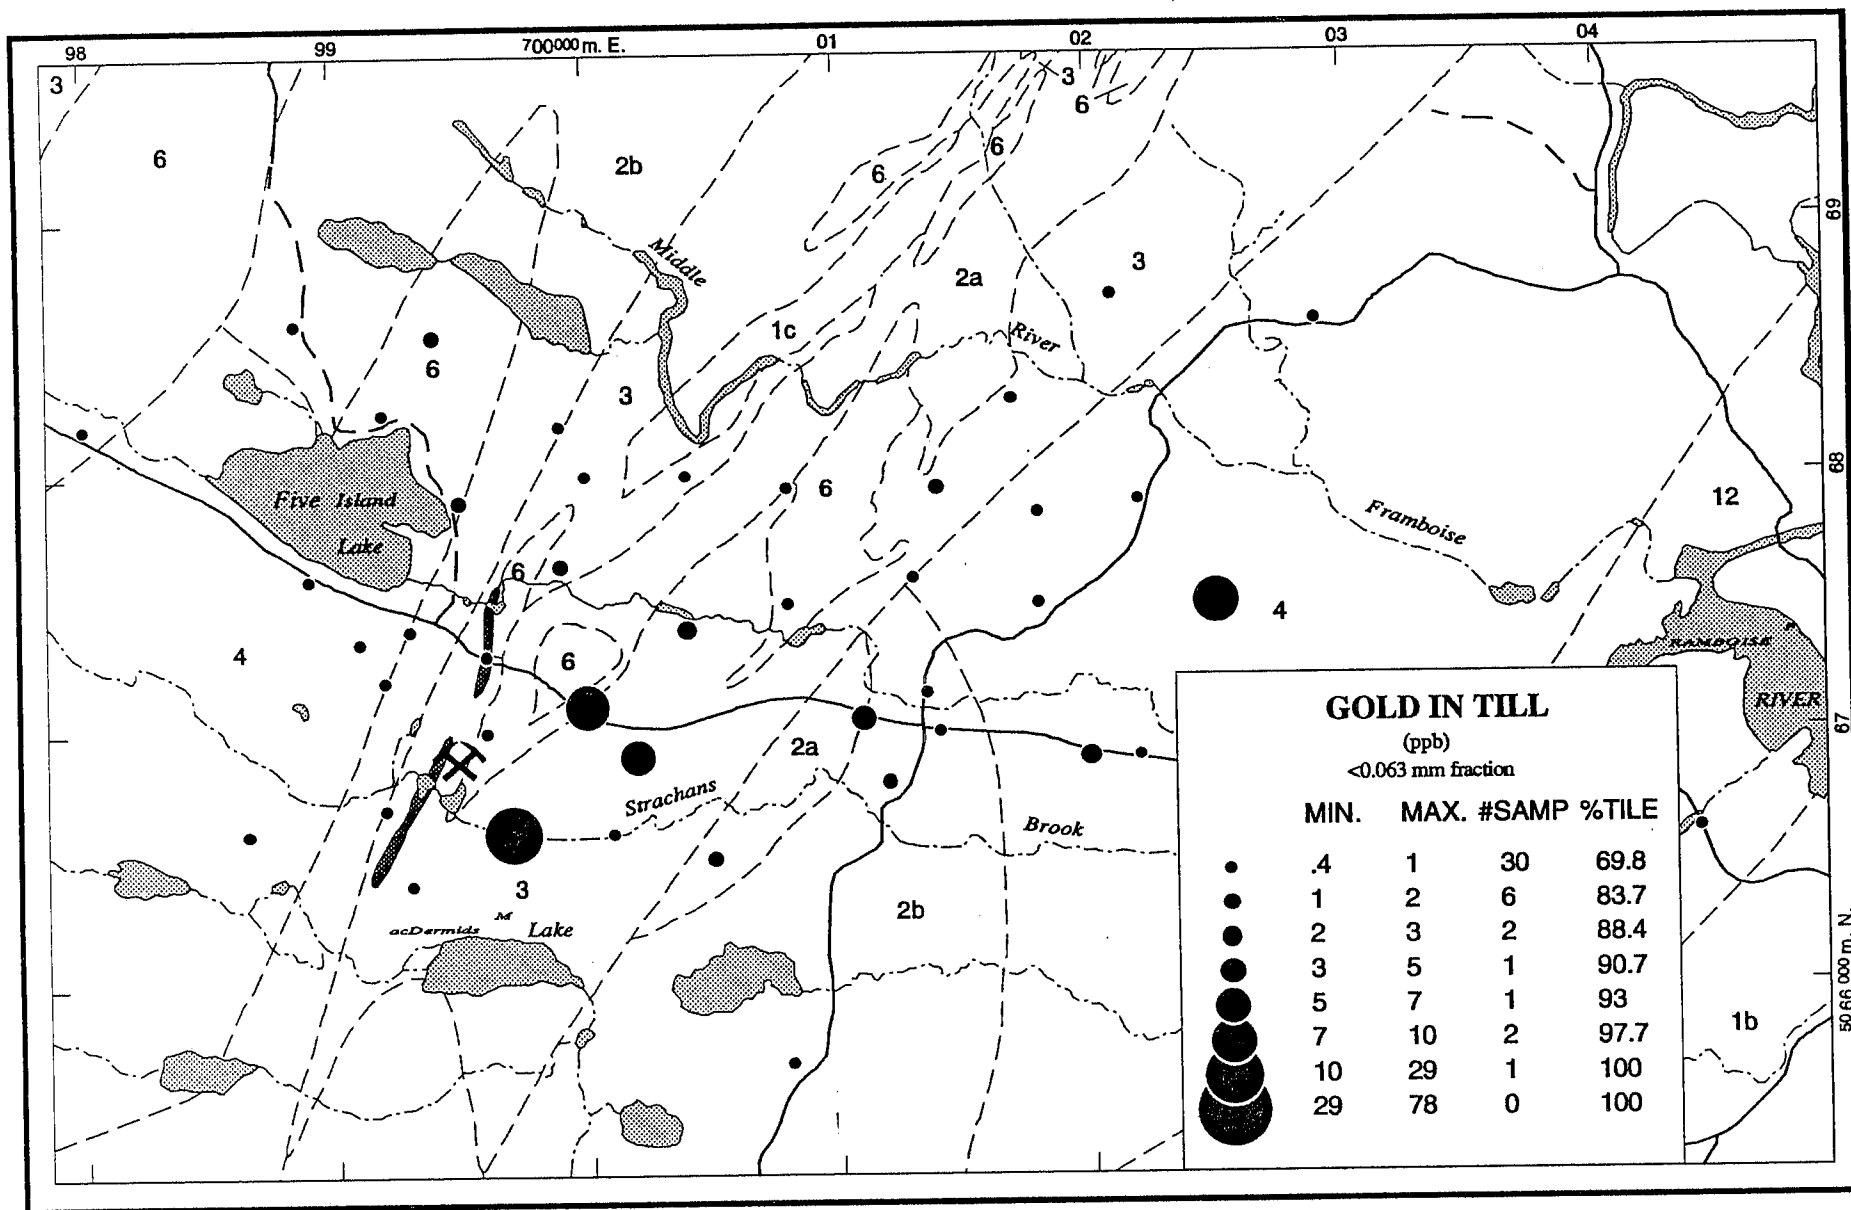 98 99 700000 m. E. 01 02 03 04
3
3
6
6
6
2b
6
6
69
Middle
2a
3
1c
River
6
3
68
Five Island
Lake
6
12
Framboise
6
4
4
6
RAMBOISE
RIVER
67
2a
Strachans
Brook
3
2b
M
acDermids Lake
1b
5066000 m. N.
GOLD IN TILL
(ppb)
<0.063 mm fraction
MIN. MAX. #SAMP %TILE
.4 1 30 69.8
1 2 6 83.7
2 3 2 88.4
3 5 1 90.7
5 7 1 93
7 10 2 97.7
10 29 1 100
29 78 0 100